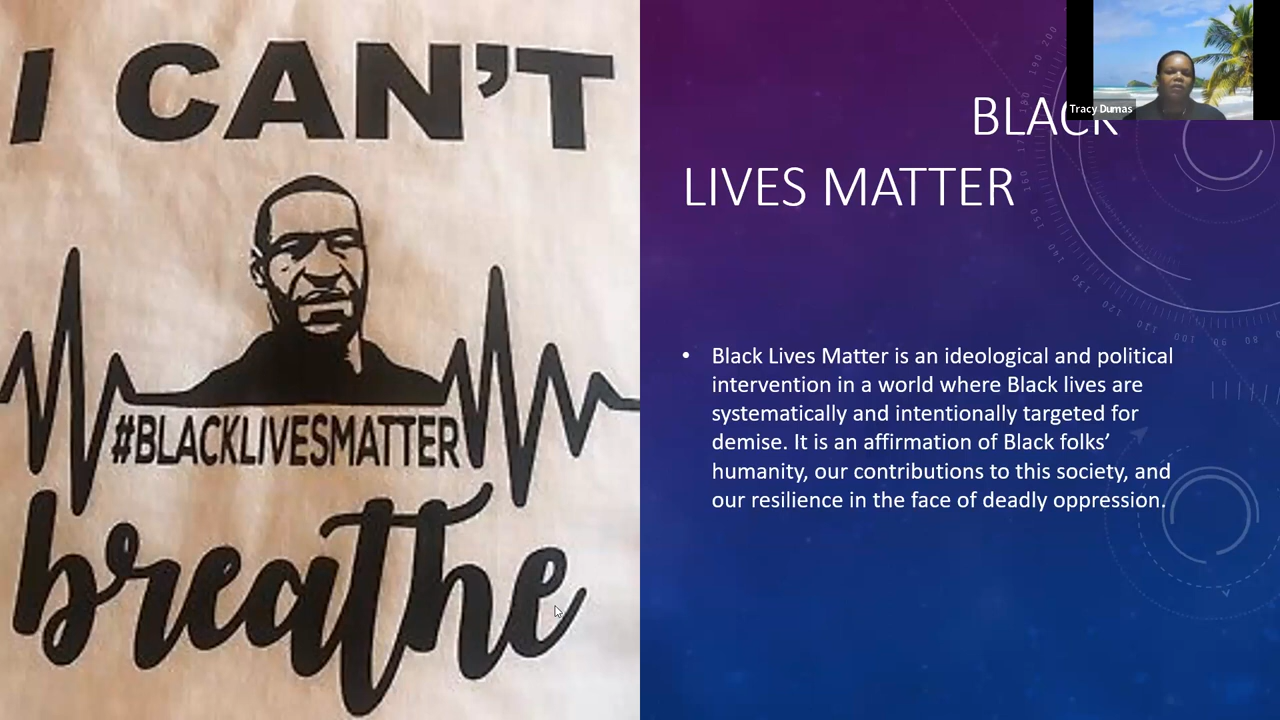 I CAN'T
#BLACKLIVESMATTER
breathe
Tracy Dumas
BLACK
LIVES MATTER
• Black Lives Matter is an ideological and political
intervention in a world where Black lives are
systematically and intentionally targeted for
demise. It is an affirmation of Black folks’
humanity, our contributions to this society, and
our resilience in the face of deadly oppression.